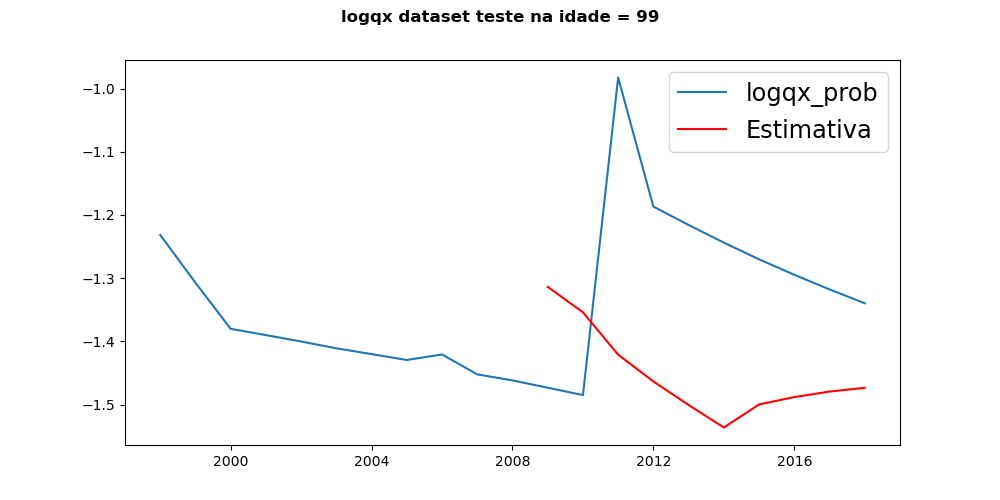 logqx dataset teste na idade = 99
logqx_prob
Estimativa
−1.0
−1.1
−1.2
−1.3
−1.4
−1.5
2000 2004 2008 2012 2016